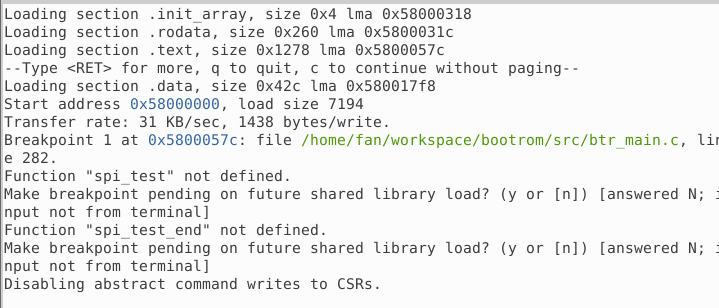 Loading section .init_array, size 0x4 lma 0x58000318
Loading section .rodata, size 0x260 lma 0x5800031c
Loading section .text, size 0x1278 lma 0x5800057c
--Type <RET> for more, q to quit, c to continue without paging--
Loading section .data, size 0x42c lma 0x580017f8
Start address 0x58000000, load size 7194
Transfer rate: 31 KB/sec, 1438 bytes/write.
Breakpoint 1 at 0x5800057c: file /home/fan/workspace/bootrom/src/btr_main.c, lin
e 282.
Function "spi_test" not defined.
Make breakpoint pending on future shared library load? (y or [n]) [answered N; i
nput not from terminal]
Function "spi_test_end" not defined.
Make breakpoint pending on future shared library load? (y or [n]) [answered N; i
nput not from terminal]
Disabling abstract command writes to CSRs.